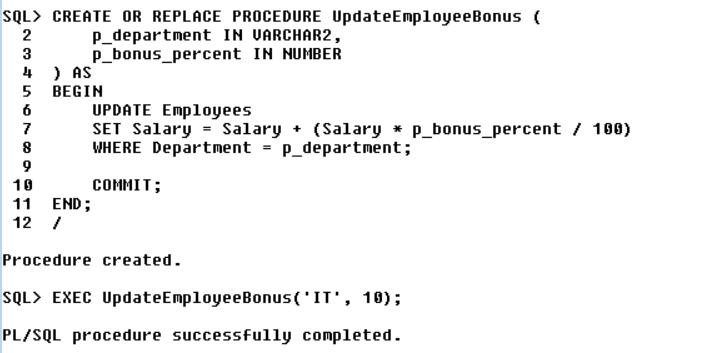 SQL> CREATE OR REPLACE PROCEDURE UpdateEmployeeBonus (
  2      p_department IN VARCHAR2,
  3      p_bonus_percent IN NUMBER
  4  ) AS
  5  BEGIN
  6      UPDATE Employees
  7      SET Salary = Salary + (Salary * p_bonus_percent / 100)
  8      WHERE Department = p_department;
  9
 10      COMMIT;
 11  END;
 12  /
Procedure created.
SQL> EXEC UpdateEmployeeBonus('IT', 10);
PL/SQL procedure successfully completed.